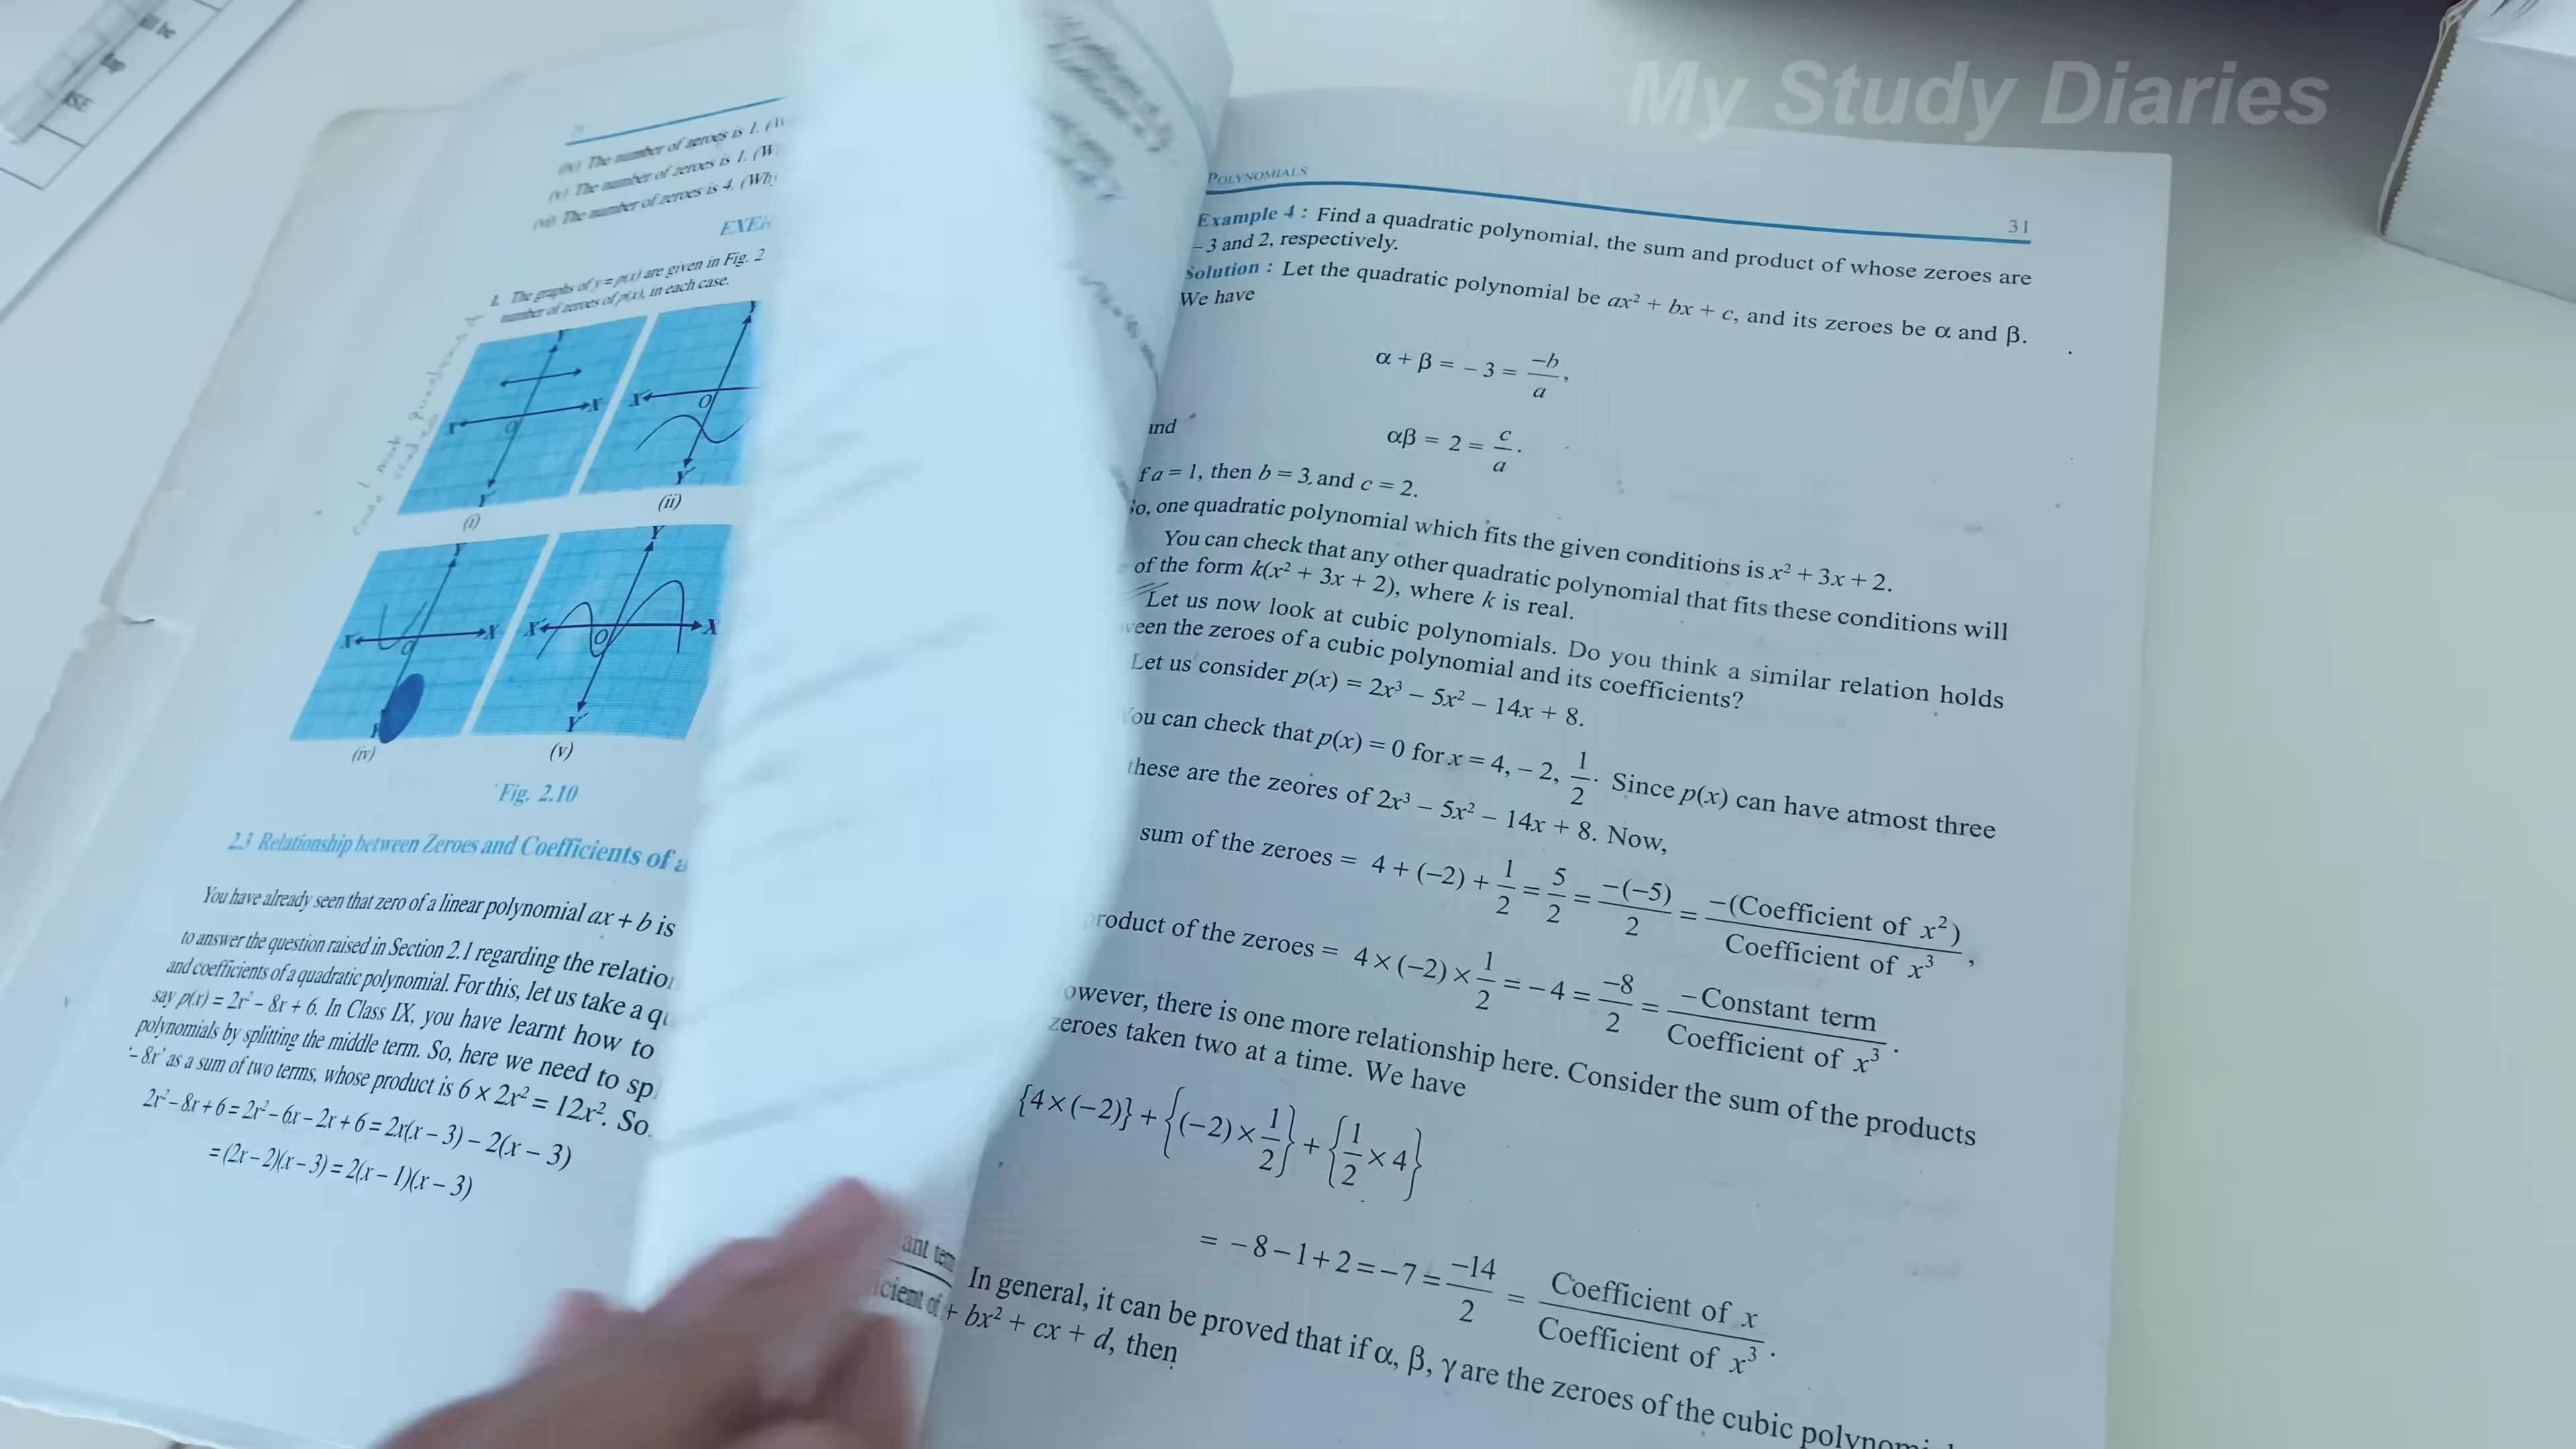 My Study Diaries
(iv) The number of zeroes is 1. (W
(v) The number of zeroes is 1. (W
(vi) The number of zeroes is 4. (Why
EXER
1. The graphs of y = p(x) are given in Fig. 2
number of zeroes of p(x), in each case.
Y
X′ O X
Y′
(i)
Y
X′ O
Y′
(ii)
Y
X′ O X
(iv)
Y
X′ O X
Y′
(v)
Fig. 2.10
2.3 Relationship between Zeroes and Coefficients of a
You have already seen that zero of a linear polynomial ax + b is
to answer the question raised in Section 2.1 regarding the relation
and coefficients of a quadratic polynomial. For this, let us take a qu
say p(x) = 2x² – 8x + 6. In Class IX, you have learnt how to
polynomials by splitting the middle term. So, here we need to spl
‘– 8x’ as a sum of two terms, whose product is 6 × 2x² = 12x². So
2x² – 8x + 6 = 2x² – 6x – 2x + 6 = 2x(x – 3) – 2(x – 3)
= (2x – 2)(x – 3) = 2(x – 1)(x – 3)
POLYNOMIALS 31
Example 4 : Find a quadratic polynomial, the sum and product of whose zeroes are
– 3 and 2, respectively.
Solution : Let the quadratic polynomial be ax² + bx + c, and its zeroes be α and β.
We have
α + β = – 3 = –b/a,
and αβ = 2 = c/a.
f a = 1, then b = 3, and c = 2.
So, one quadratic polynomial which fits the given conditions is x² + 3x + 2.
You can check that any other quadratic polynomial that fits these conditions will
of the form k(x² + 3x + 2), where k is real.
Let us now look at cubic polynomials. Do you think a similar relation holds
ween the zeroes of a cubic polynomial and its coefficients?
Let us consider p(x) = 2x³ – 5x² – 14x + 8.
You can check that p(x) = 0 for x = 4, – 2, 1/2. Since p(x) can have atmost three
these are the zeores of 2x³ – 5x² – 14x + 8. Now,
sum of the zeroes = 4 + (–2) + 1/2 = 5/2 = –(–5)/2 = –(Coefficient of x²)/Coefficient of x³,
product of the zeroes = 4 × (–2) × 1/2 = – 4 = –8/2 = –Constant term/Coefficient of x³.
owever, there is one more relationship here. Consider the sum of the products
zeroes taken two at a time. We have
{4 × (–2)} + {(–2) × 1/2} + {1/2 × 4}
= –8 – 1 + 2 = –7 = –14/2 = Coefficient of x/Coefficient of x³.
ant term
icient of
In general, it can be proved that if α, β, γ are the zeroes of the cubic polynomi
+ bx² + cx + d, then